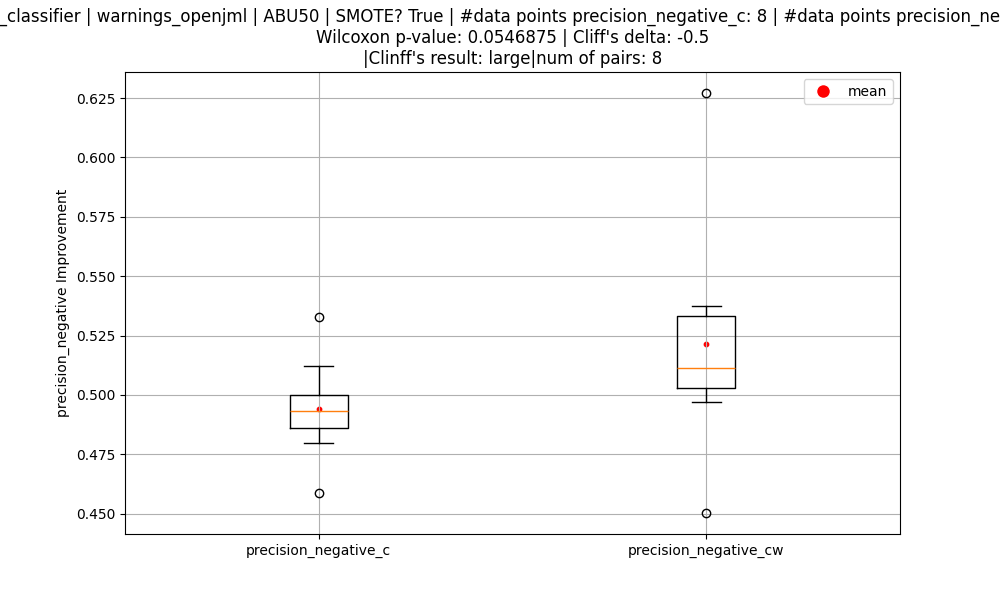 _classifier | warnings_openjml | ABU50 | SMOTE? True | #data points precision_negative_c: 8 | #data points precision_ne
Wilcoxon p-value: 0.0546875 | Cliff's delta: -0.5
|Clinff's result: large|num of pairs: 8
mean
0.625
0.600
0.575
0.550
0.525
0.500
0.475
0.450
precision_negative Improvement
precision_negative_c
precision_negative_cw